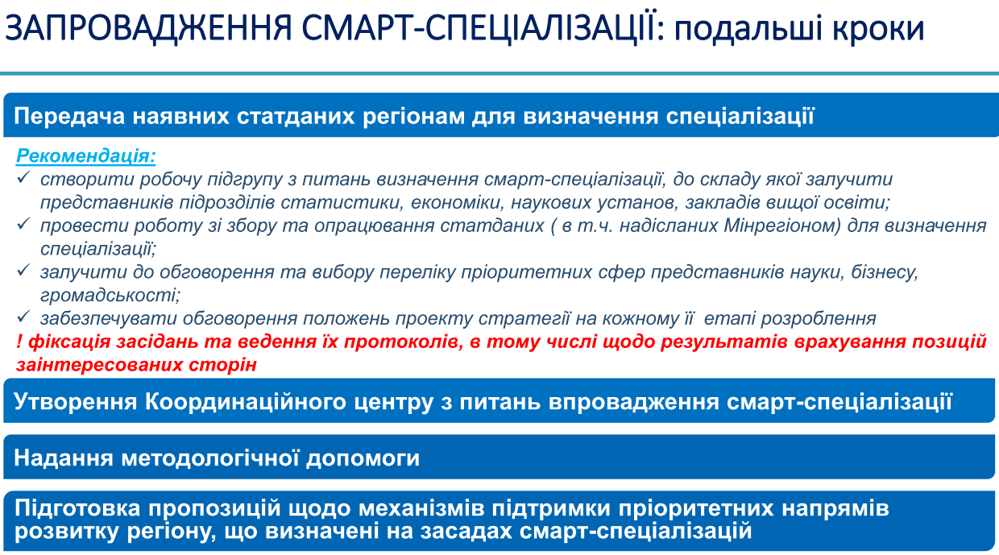 ЗАПРОВАДЖЕННЯ СМАРТ-СПЕЦІАЛІЗАЦІЇ: подальші кроки
Передача наявних статданих регіонам для визначення спеціалізації
Рекомендація:
✓ створити робочу підгрупу з питань визначення смарт-спеціалізації, до складу якої залучити
представників підрозділів статистики, економіки, наукових установ, закладів вищої освіти;
✓ провести роботу зі збору та опрацювання статданих ( в т.ч. надісланих Мінрегіоном) для визначення
спеціалізації;
✓ залучити до обговорення та вибору переліку пріоритетних сфер представників науки, бізнесу,
громадськості;
✓ забезпечувати обговорення положень проекту стратегії на кожному її етапі розроблення
! фіксація засідань та ведення їх протоколів, в тому числі щодо результатів врахування позицій
заінтересованих сторін
Утворення Координаційного центру з питань впровадження смарт-спеціалізації
Надання методологічної допомоги
Підготовка пропозицій щодо механізмів підтримки пріоритетних напрямів
розвитку регіону, що визначені на засадах смарт-спеціалізацій